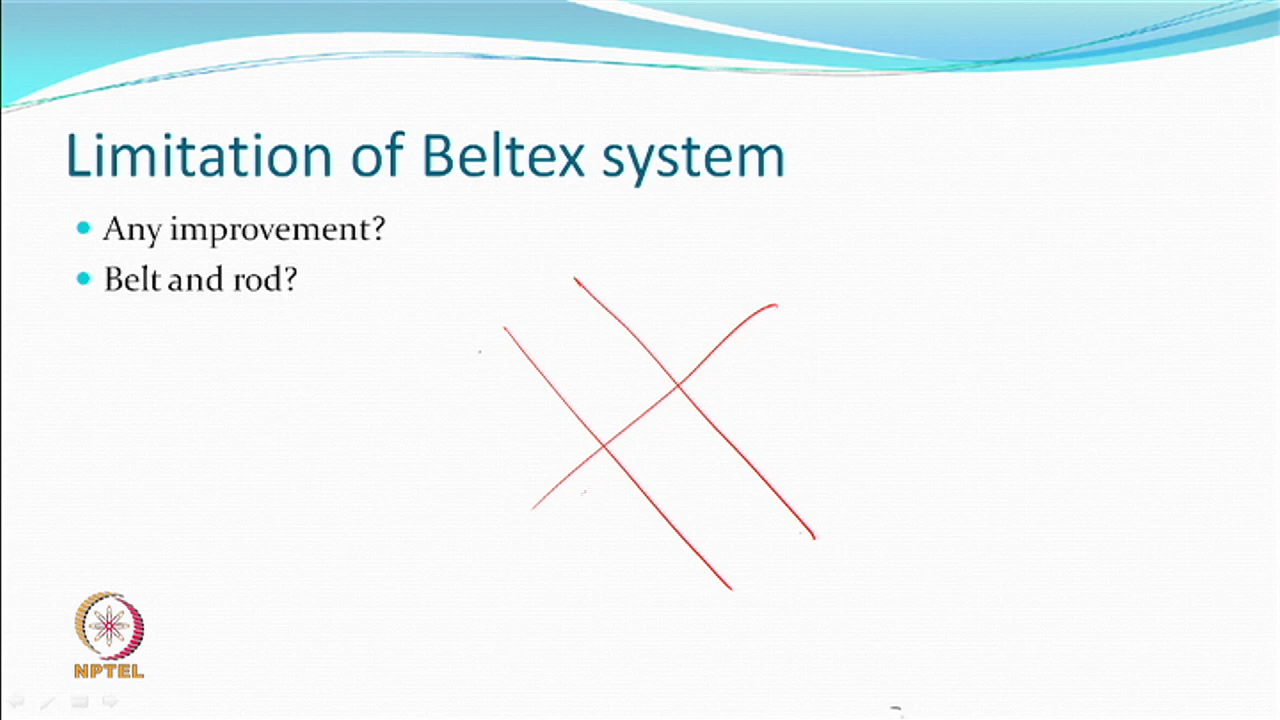 Limitation of Beltex system
Any improvement?
Belt and rod?
NPTEL